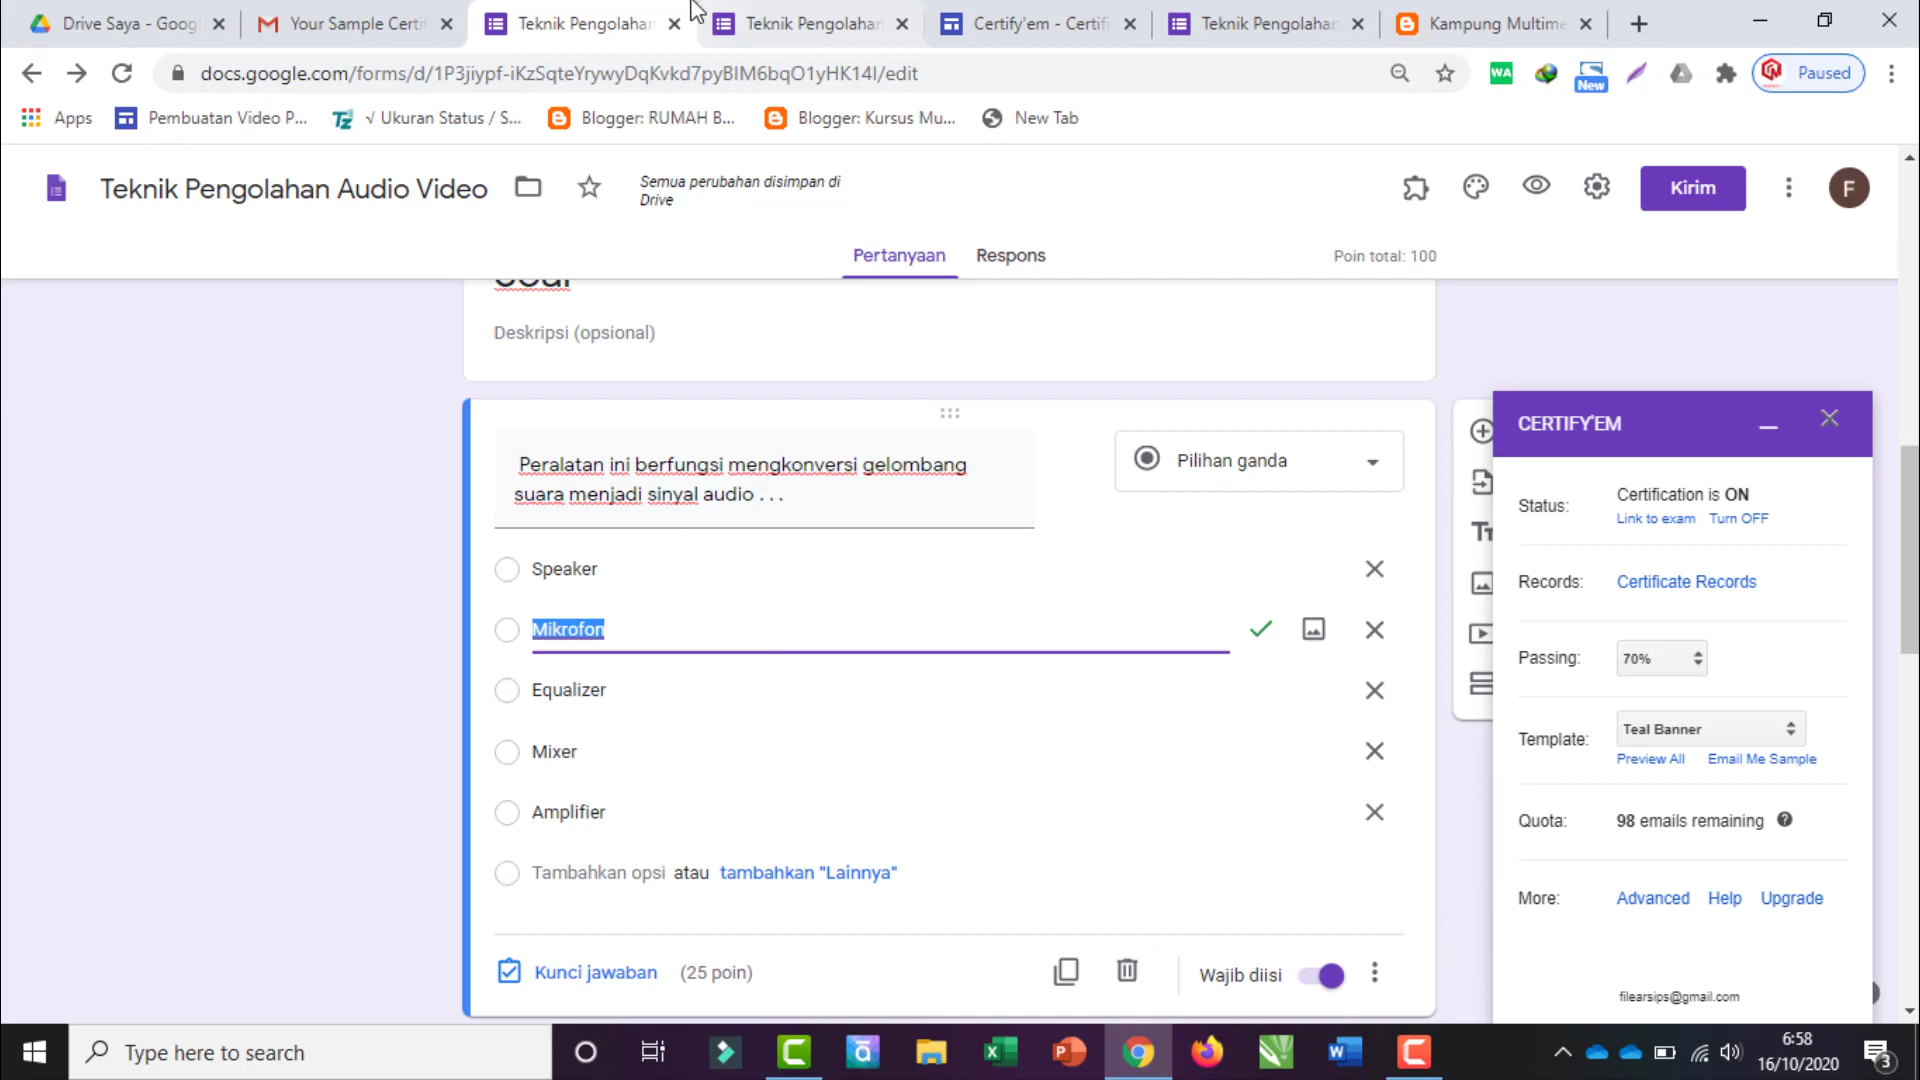 Drive Saya - Goog
Your Sample Certif
Teknik Pengolahan
Teknik Pengolahan
Certify'em - Certifi
Teknik Pengolahan
Kampung Multime
docs.google.com/forms/d/1P3jiypf-iKzSqteYrywyDqKvkd7pyBIM6bqO1yHK14I/edit
WA
New
Paused
Apps
Pembuatan Video P...
√ Ukuran Status / S...
Blogger: RUMAH B...
Blogger: Kursus Mu...
New Tab
Teknik Pengolahan Audio Video
Semua perubahan disimpan di
Drive
Kirim
F
Pertanyaan
Respons
Poin total: 100
Deskripsi (opsional)
Peralatan ini berfungsi mengkonversi gelombang
suara menjadi sinyal audio . . .
Pilihan ganda
Speaker
Mikrofon
Equalizer
Mixer
Amplifier
Tambahkan opsi atau tambahkan "Lainnya"
Kunci jawaban (25 poin)
Wajib diisi
CERTIFY'EM
Status: Certification is ON
Link to exam Turn OFF
Records: Certificate Records
Passing: 70%
Template: Teal Banner
Preview All Email Me Sample
Quota: 98 emails remaining
More: Advanced Help Upgrade
filearsips@gmail.com
Type here to search
6:58
16/10/2020
3